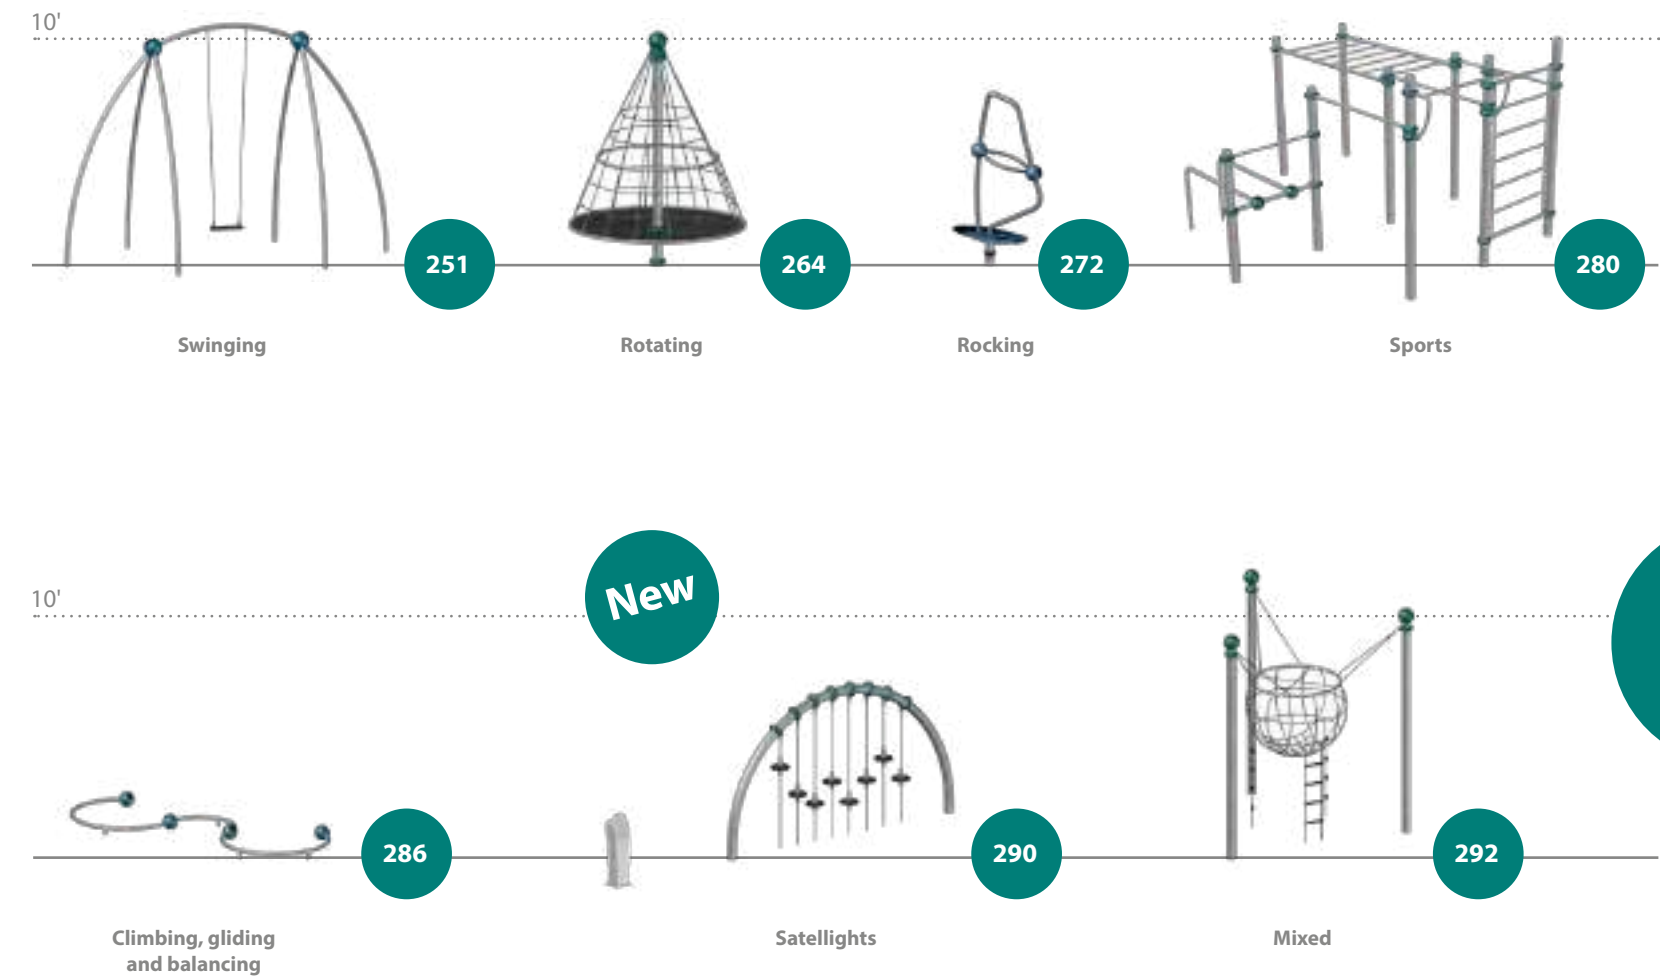 10'
251
264
272
280
Swinging
Rotating
Rocking
Sports
New
10'
286
290
292
Climbing, gliding
and balancing
Satellights
Mixed